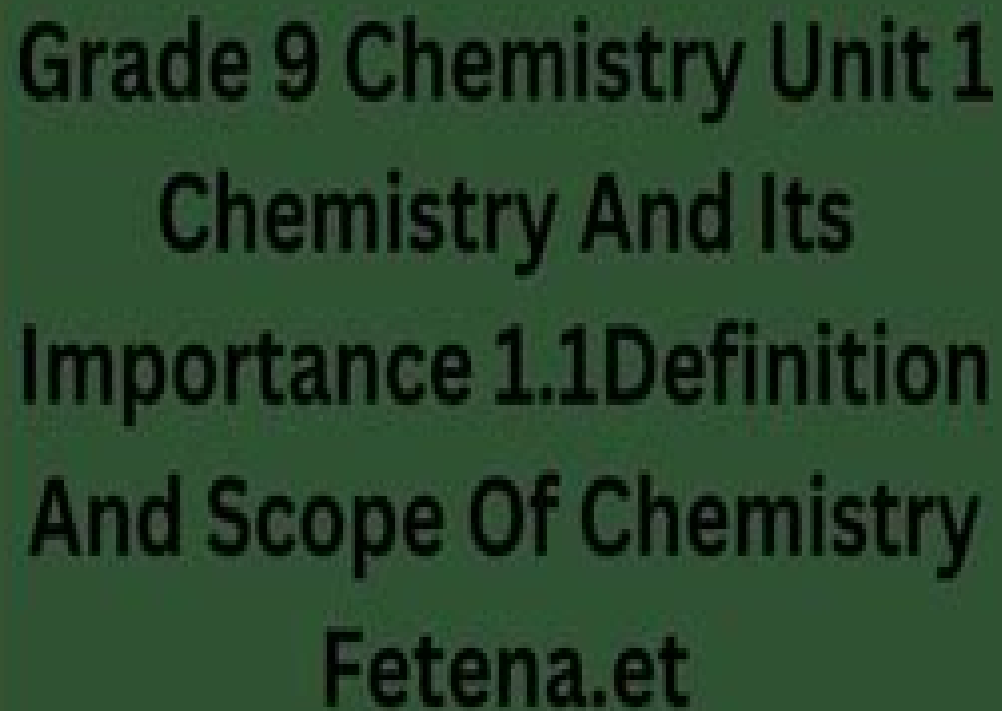 Grade 9 Chemistry Unit 1
Chemistry And Its
Importance 1.1Definition
And Scope Of Chemistry
Fetena.et